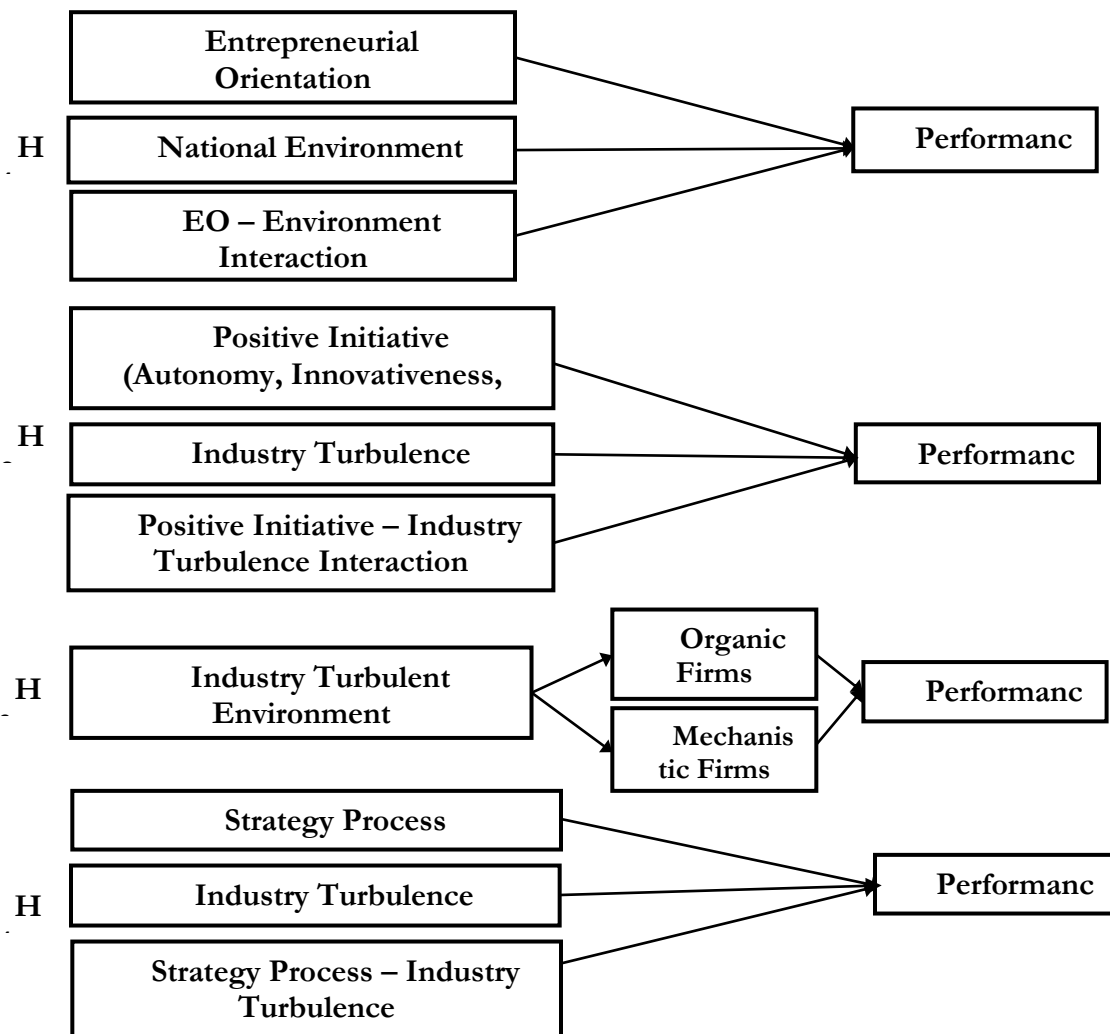 Entrepreneurial
Orientation
H
National Environment
Performanc
EO – Environment
Interaction
Positive Initiative
(Autonomy, Innovativeness,
H
Industry Turbulence
Performanc
Positive Initiative – Industry
Turbulence Interaction
H
Industry Turbulent
Environment
Organic
Firms
Mechanis
tic Firms
Performanc
Strategy Process
H
Industry Turbulence
Performanc
Strategy Process – Industry
Turbulence